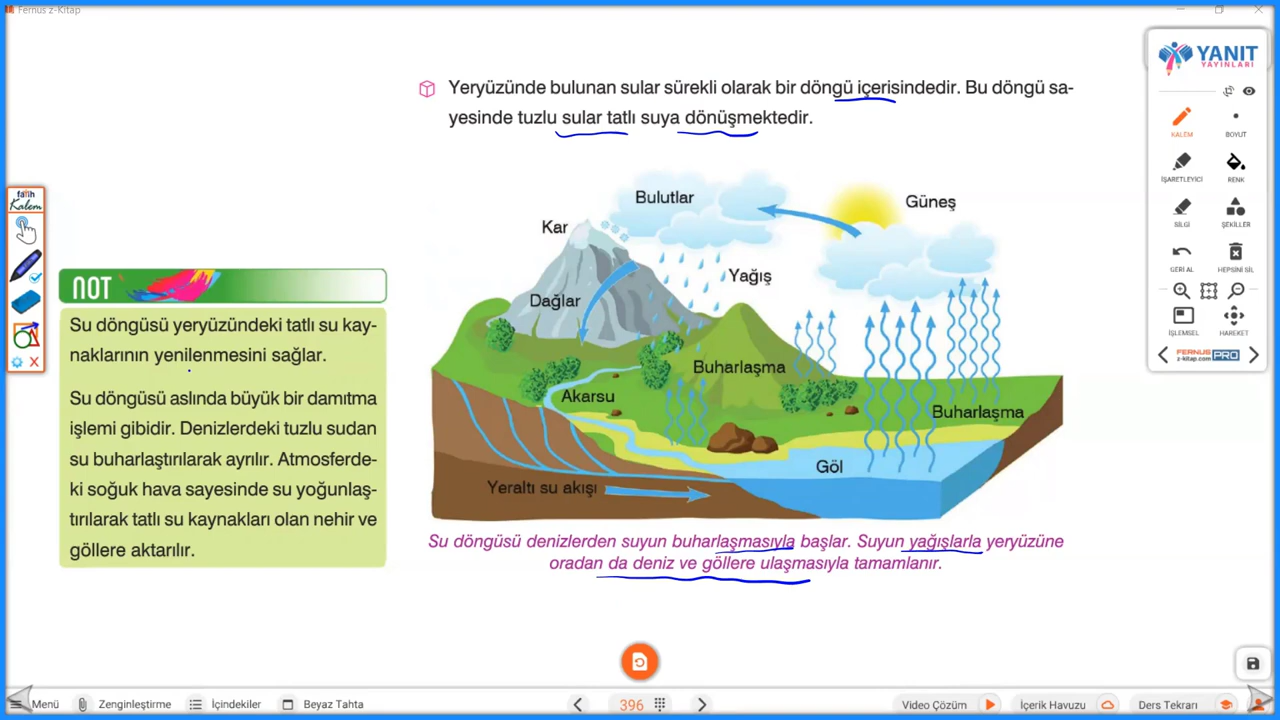 Fernus z-Kitap
Yeryüzünde bulunan sular sürekli olarak bir döngü içerisindedir. Bu döngü sa-
yesinde tuzlu sular tatlı suya dönüşmektedir.
Bulutlar
Güneş
Kar
Yağış
Dağlar
Buharlaşma
Akarsu
Buharlaşma
Göl
Yeraltı su akışı
Su döngüsü denizlerden suyun buharlaşmasıyla başlar. Suyun yağışlarla yeryüzüne
oradan da deniz ve göllere ulaşmasıyla tamamlanır.
NOT
Su döngüsü yeryüzündeki tatlı su kay-
naklarının yenilenmesini sağlar.
Su döngüsü aslında büyük bir damıtma
işlemi gibidir. Denizlerdeki tuzlu sudan
su buharlaştırılarak ayrılır. Atmosferde-
ki soğuk hava sayesinde su yoğunlaş-
tırılarak tatlı su kaynakları olan nehir ve
göllere aktarılır.
fatih
Kalem
YANIT
YAYINLARI
KALEM
BOYUT
İŞARETLEYİCİ
RENK
SİLGİ
ŞEKİLLER
GERİ AL
HEPSİNİ SİL
İŞLEMSEL
HAREKET
FERNUS
z-kitap.com
PRO
Menü
Zenginleştirme
İçindekiler
Beyaz Tahta
396
Video Çözüm
İçerik Havuzu
Ders Tekrarı